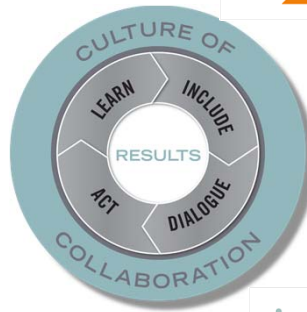 CULTURE OF
LEARN
INCLUDE
RESULTS
ACT
DIALOGUE
COLLABORATION